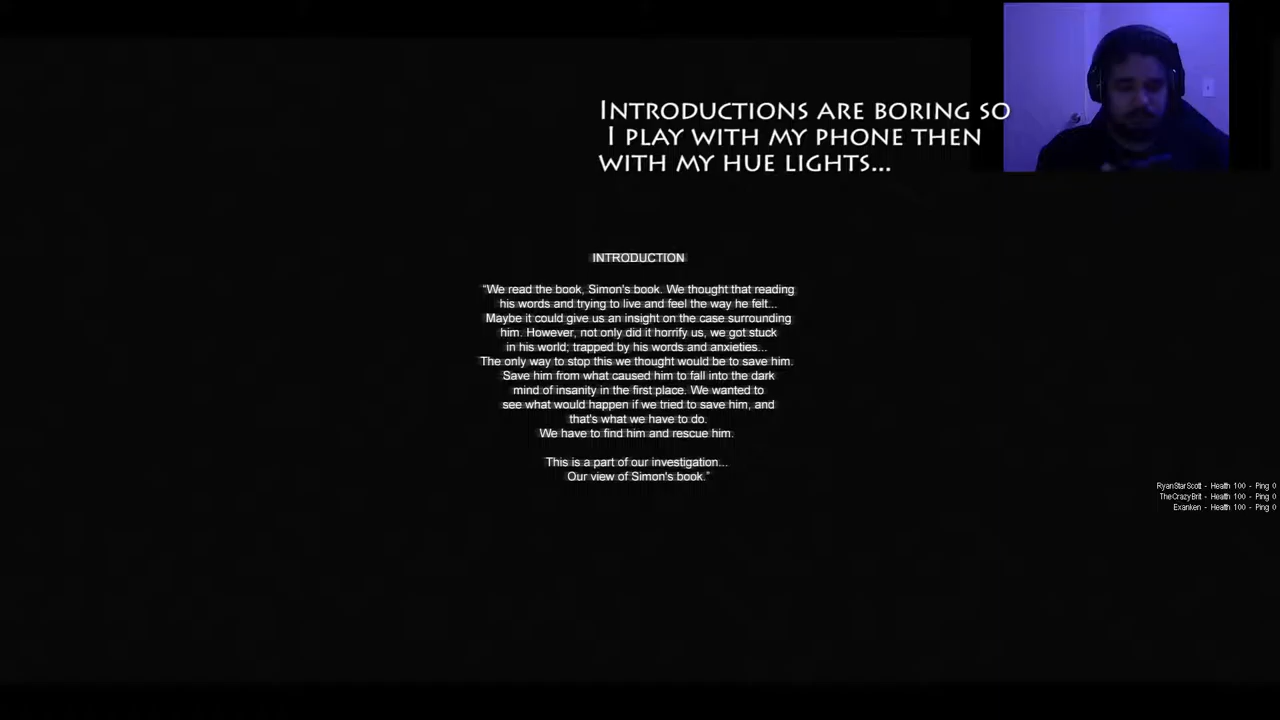 INTRODUCTIONS ARE BORING SO
I PLAY WITH MY PHONE THEN
WITH MY HUE LIGHTS...
INTRODUCTION
“We read the book, Simon's book. We thought that reading
his words and trying to live and feel the way he felt...
Maybe it could give us an insight on the case surrounding
him. However, not only did it horrify us, we got stuck
in his world; trapped by his words and anxieties...
The only way to stop this we thought would be to save him.
Save him from what caused him to fall into the dark
mind of insanity in the first place. We wanted to
see what would happen if we tried to save him, and
that's what we have to do.
We have to find him and rescue him.
This is a part of our investigation...
Our view of Simon's book.”
RyanStarScott - Health 100 - Ping 0
TheCrazyBrit - Health 100 - Ping 0
Exanken - Health 100 - Ping 0